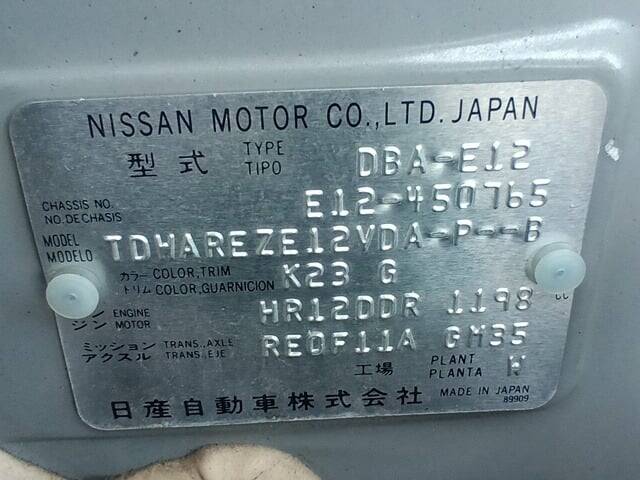 NISSAN MOTOR CO.,LTD. JAPAN
型式 TYPE TIPO DBA-E12
CHASSIS NO. NO.DECHASIS E12-450765
MODEL MODELO TDHAREZE12VDA-P--B
カラー COLOR,TRIM トリム COLOR,GUARNICION K23 G
ン ENGINE ジン MOTOR HR12DDR 1198 cc
ミッション TRANS.,AXLE アクスル TRANS.,EJE RE0F11A GM35
工場 PLANT PLANTA W
日産自動車株式会社 MADE IN JAPAN
89909